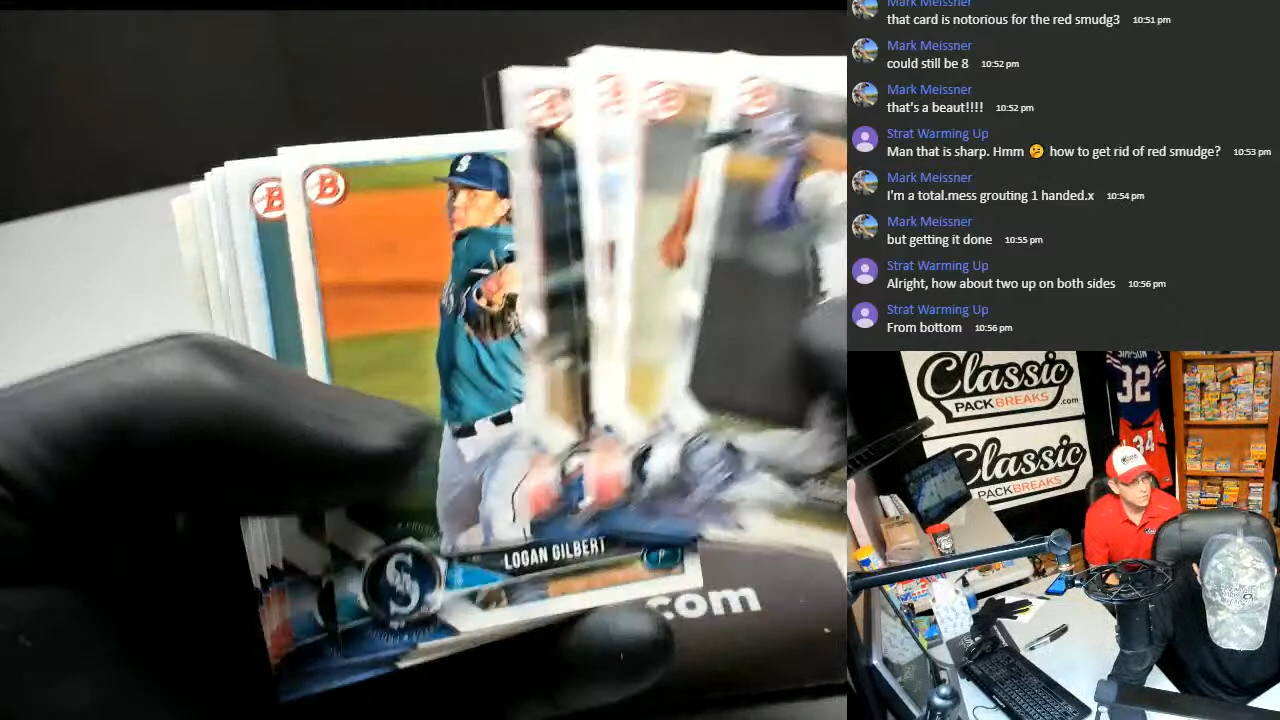 Mark Meissner
that card is notorious for the red smudg3 10:51 pm
Mark Meissner
could still be 8 10:52 pm
Mark Meissner
that's a beaut!!!! 10:52 pm
Strat Warming Up
Man that is sharp. Hmm 🤔 how to get rid of red smudge? 10:53 pm
Mark Meissner
I'm a total.mess grouting 1 handed.x 10:54 pm
Mark Meissner
but getting it done 10:55 pm
Strat Warming Up
Alright, how about two up on both sides 10:56 pm
Strat Warming Up
From bottom 10:56 pm
B
B
S
LOGAN GILBERT
P
S
com
Classic
PACK BREAKS.com
Classic
PACK BREAKS
SIMPSON
32
34